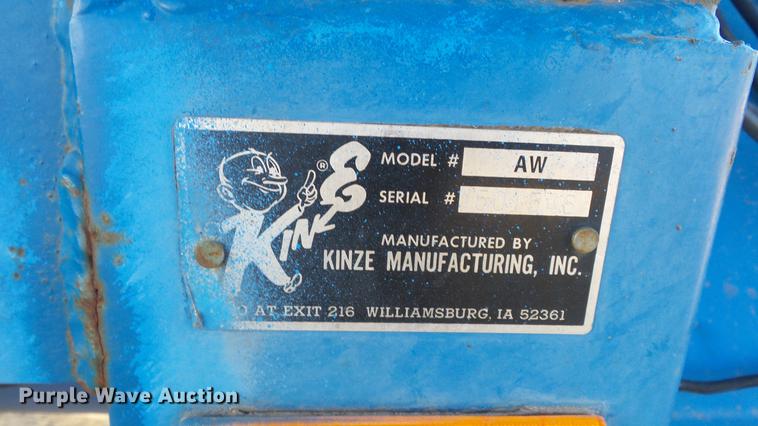 KINZE ®
MODEL # AW
SERIAL #
MANUFACTURED BY
KINZE MANUFACTURING, INC.
AT EXIT 216 WILLIAMSBURG, IA 52361
Purple Wave Auction